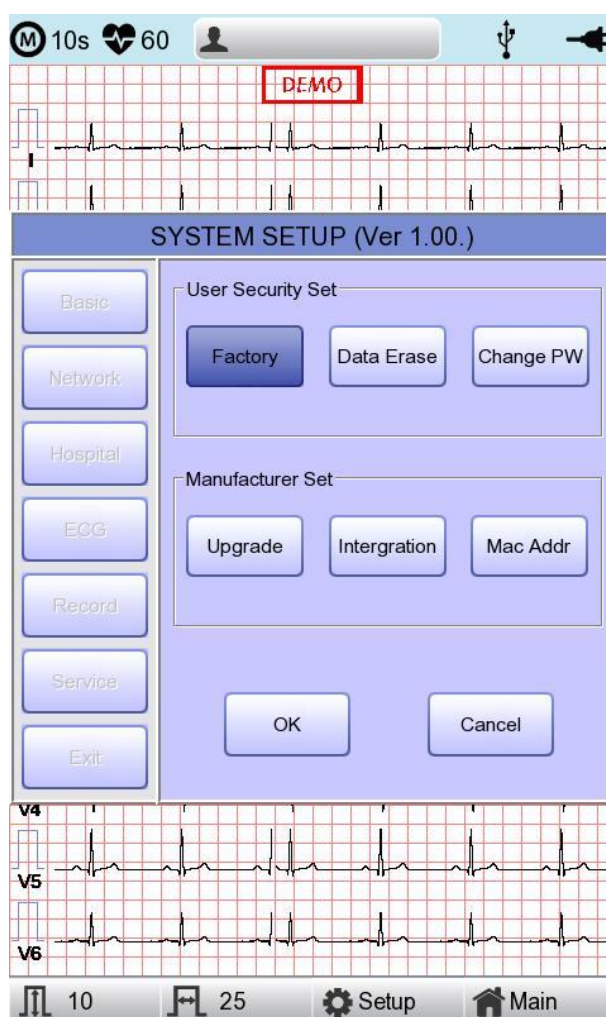 M 10s 60
DEMO
I
SYSTEM SETUP (Ver 1.00.)
Basic
Network
Hospital
ECG
Record
Service
Exit
User Security Set
Factory Data Erase Change PW
Manufacturer Set
Upgrade Intergration Mac Addr
OK Cancel
V4
V5
V6
10 25 Setup Main